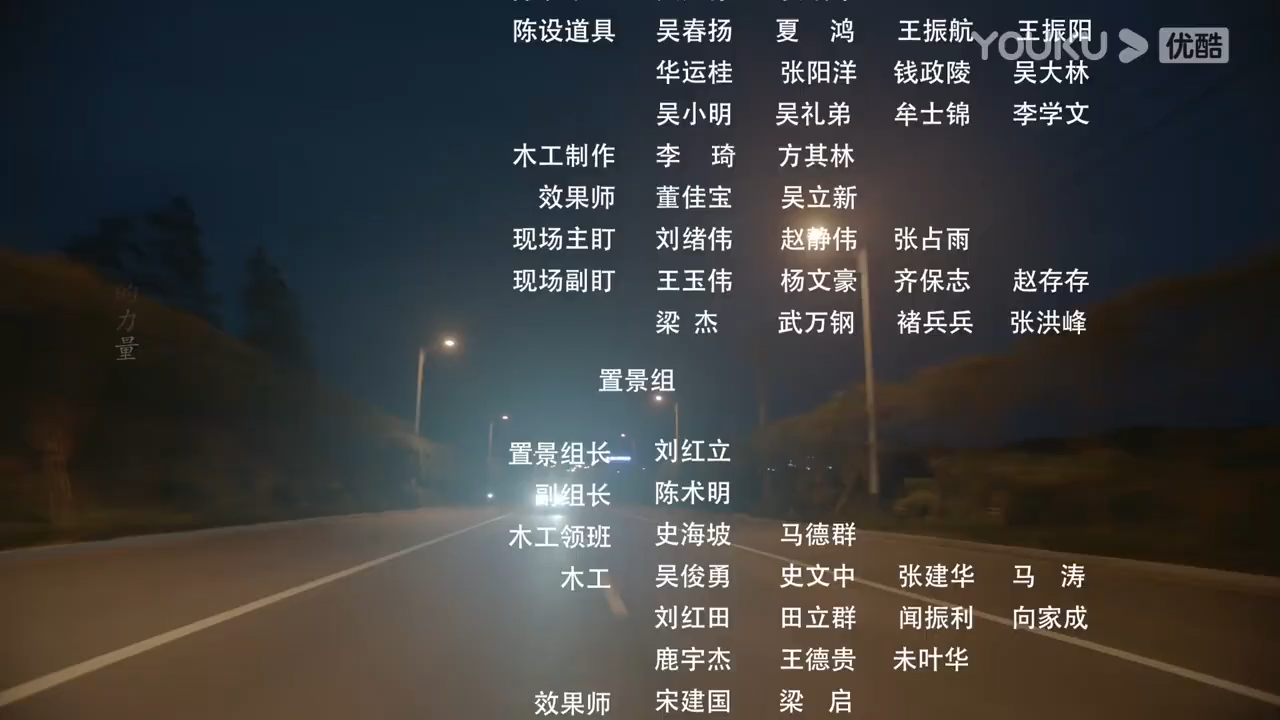 陈设道具 吴春扬 夏 鸿 王振航 王振阳
YOUKU 优酷
华运桂 张阳洋 钱政陵 吴大林
吴小明 吴礼弟 牟士锦 李学文
木工制作 李 琦 方其林
效果师 董佳宝 吴立新
现场主盯 刘绪伟 赵静伟 张占雨
现场副盯 王玉伟 杨文豪 齐保志 赵存存
梁 杰 武万钢 褚兵兵 张洪峰
的力量
置景组
置景组长 刘红立
副组长 陈术明
木工领班 史海坡 马德群
木工 吴俊勇 史文中 张建华 马 涛
刘红田 田立群 闻振利 向家成
鹿宇杰 王德贵 未叶华
效果师 宋建国 梁 启